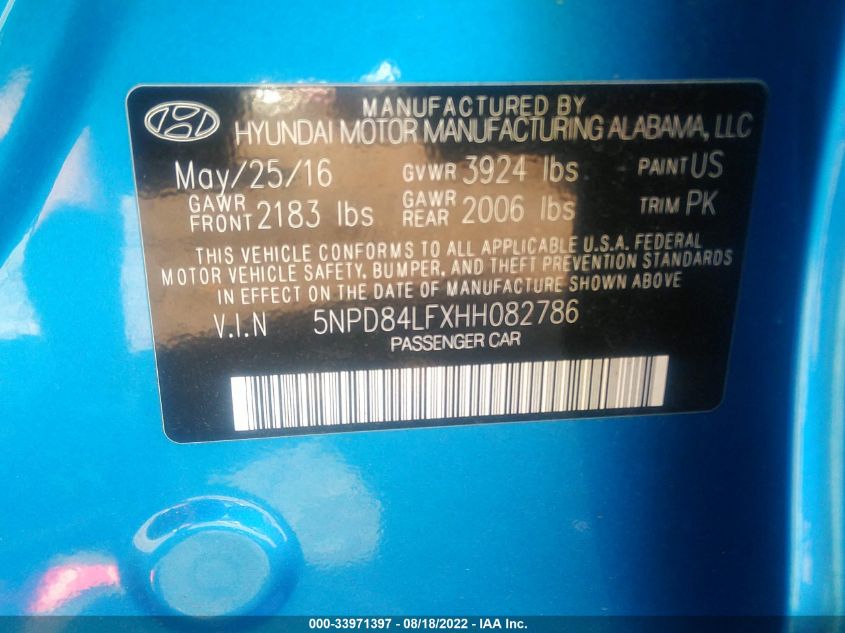 MANUFACTURED BY
HYUNDAI MOTOR MANUFACTURING ALABAMA, LLC
May/25/16 GVWR 3924 lbs PAINT US
GAWR FRONT 2183 lbs GAWR REAR 2006 lbs TRIM PK
THIS VEHICLE CONFORMS TO ALL APPLICABLE U.S.A. FEDERAL
MOTOR VEHICLE SAFETY, BUMPER, AND THEFT PREVENTION STANDARDS
IN EFFECT ON THE DATE OF MANUFACTURE SHOWN ABOVE
V.I.N 5NPD84LFXHH082786
PASSENGER CAR
000-33971397 - 08/18/2022 - IAA Inc.